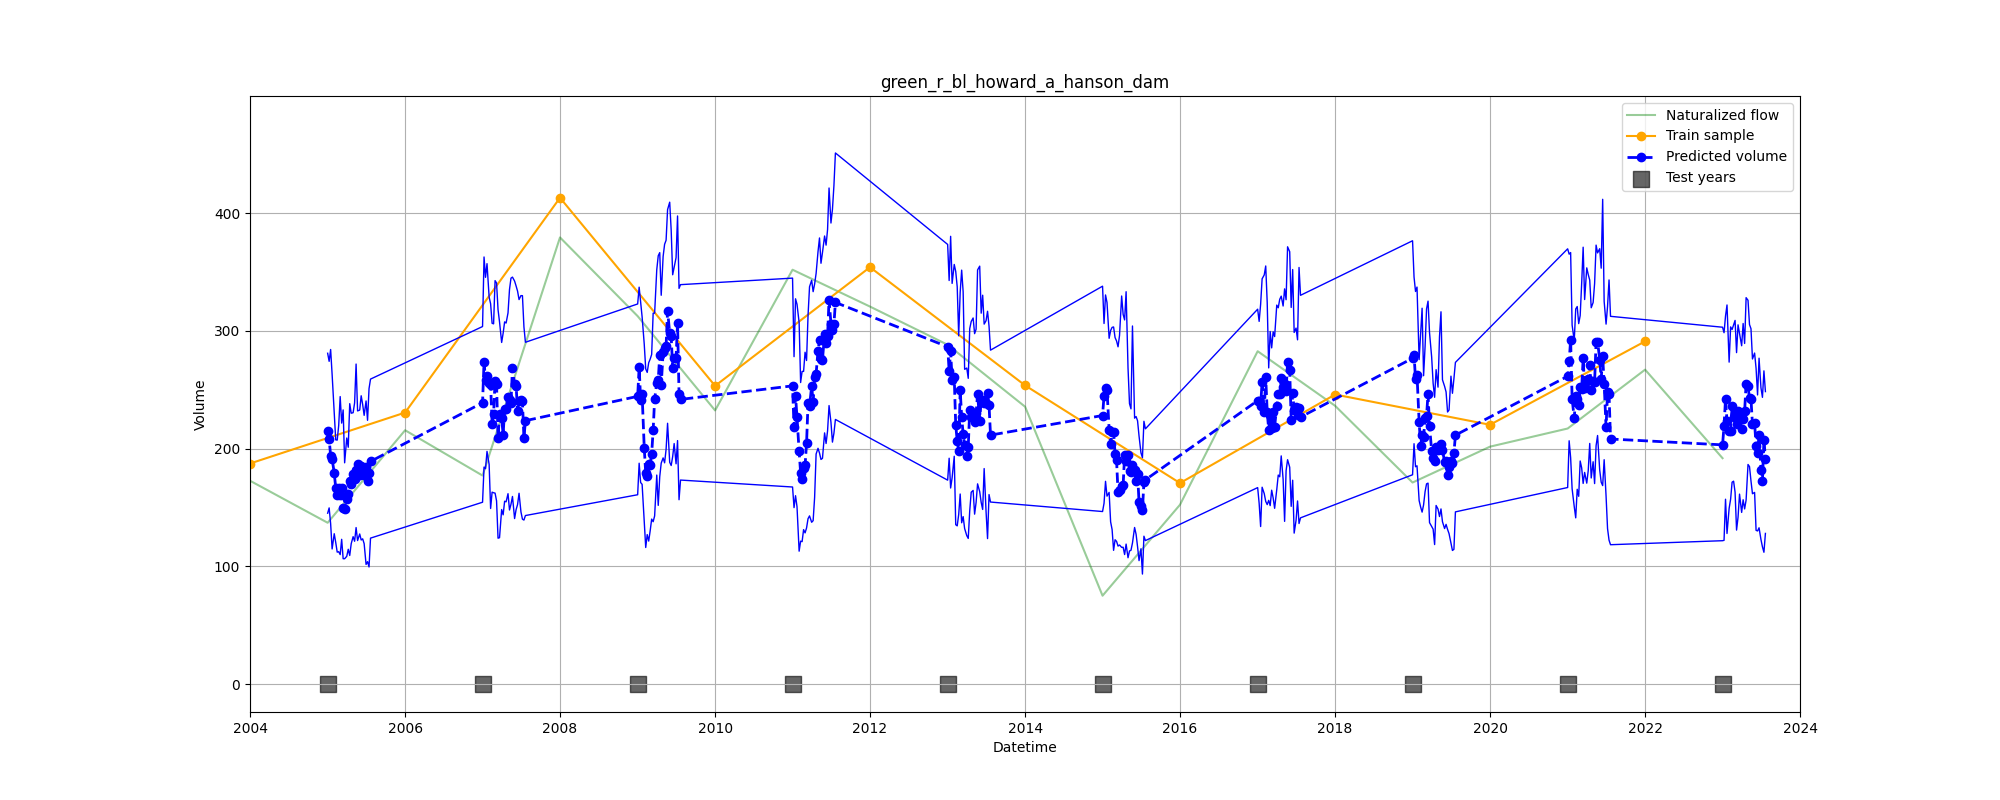 green_r_bl_howard_a_hanson_dam
Naturalized flow
Train sample
Predicted volume
Test years
400
300
200
100
0
Volume
2004 2006 2008 2010 2012 2014 2016 2018 2020 2022 2024
Datetime